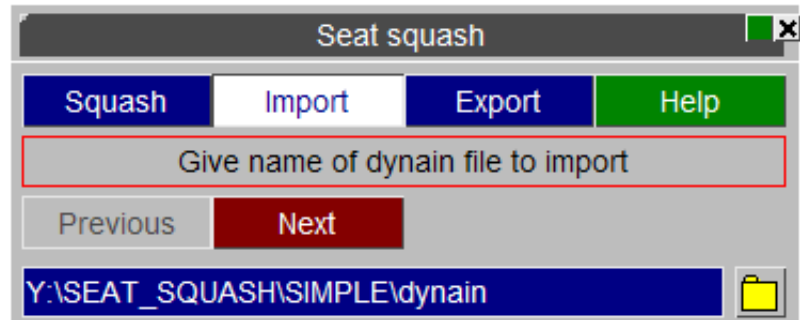 Seat squash
Squash Import Export Help
Give name of dynain file to import
Previous Next
Y:\SEAT_SQUASH\SIMPLE\dynain